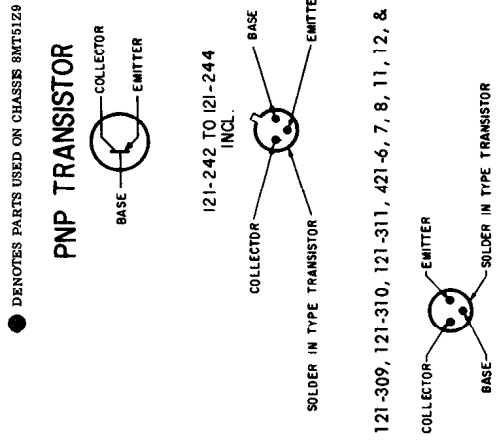 DENOTES PARTS USED ON CHASSIS 8MT51Z9
PNP TRANSISTOR
COLLECTOR
EMITTER
BASE
121-242 TO 121-244
INCL.
BASE
EMITTE
COLLECTOR
SOLDER IN TYPE TRANSISTOR
121-309, 121-310, 121-311, 421-6, 7, 8, 11, 12, &
COLLECTOR
EMITTER
BASE
SOLDER IN TYPE TRANSISTOR